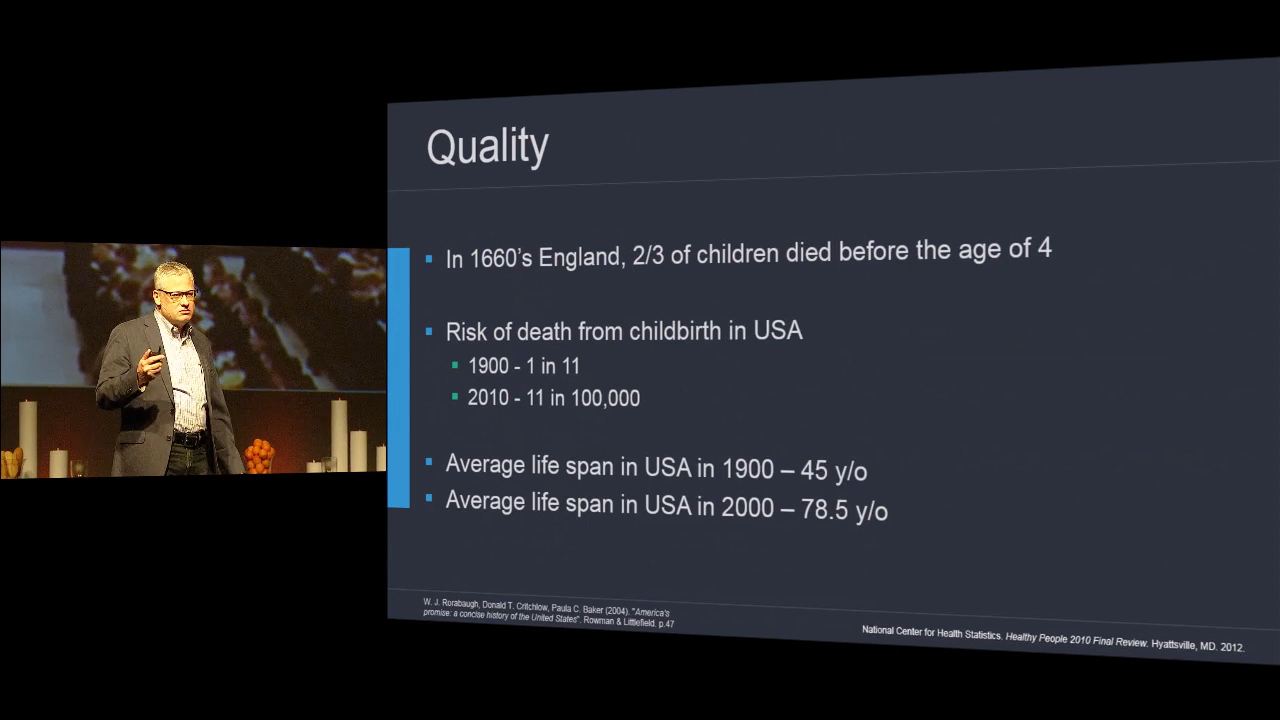 Quality
In 1660's England, 2/3 of children died before the age of 4
Risk of death from childbirth in USA
1900 - 1 in 11
2010 - 11 in 100,000
Average life span in USA in 1900 – 45 y/o
Average life span in USA in 2000 – 78.5 y/o
W. J. Rorabaugh, Donald T. Critchlow, Paula C. Baker (2004). "America's
promise: a concise history of the United States". Rowman & Littlefield. p.47
National Center for Health Statistics. Healthy People 2010 Final Review. Hyattsville, MD. 2012.